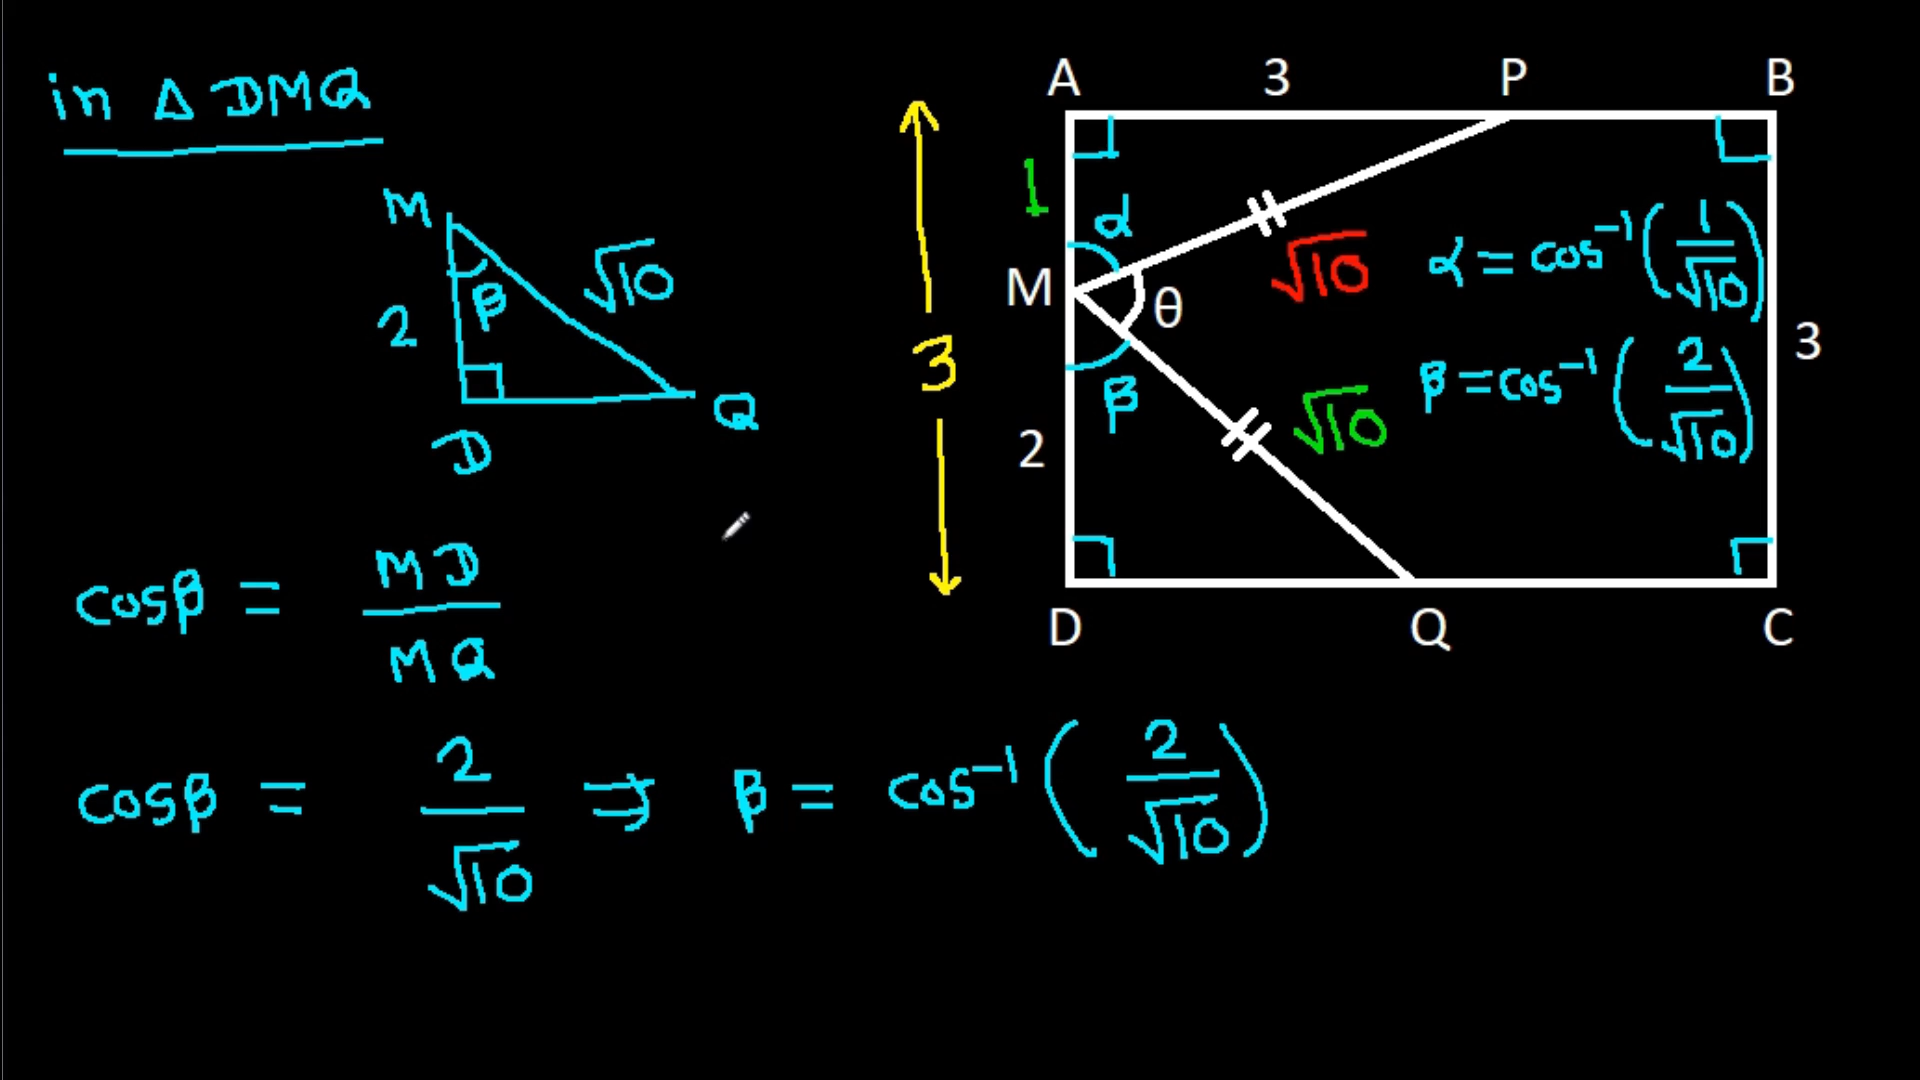 in Δ DMQ
A 3 P B
1
α
M
θ
√10
α = cos⁻¹(1/√10)
3
3
β
√10
β = cos⁻¹(2/√10)
2
D Q C
M
β
√10
2
D
Q
cosβ = MD/MQ
cosβ = 2/√10 ⇒ β = cos⁻¹(2/√10)